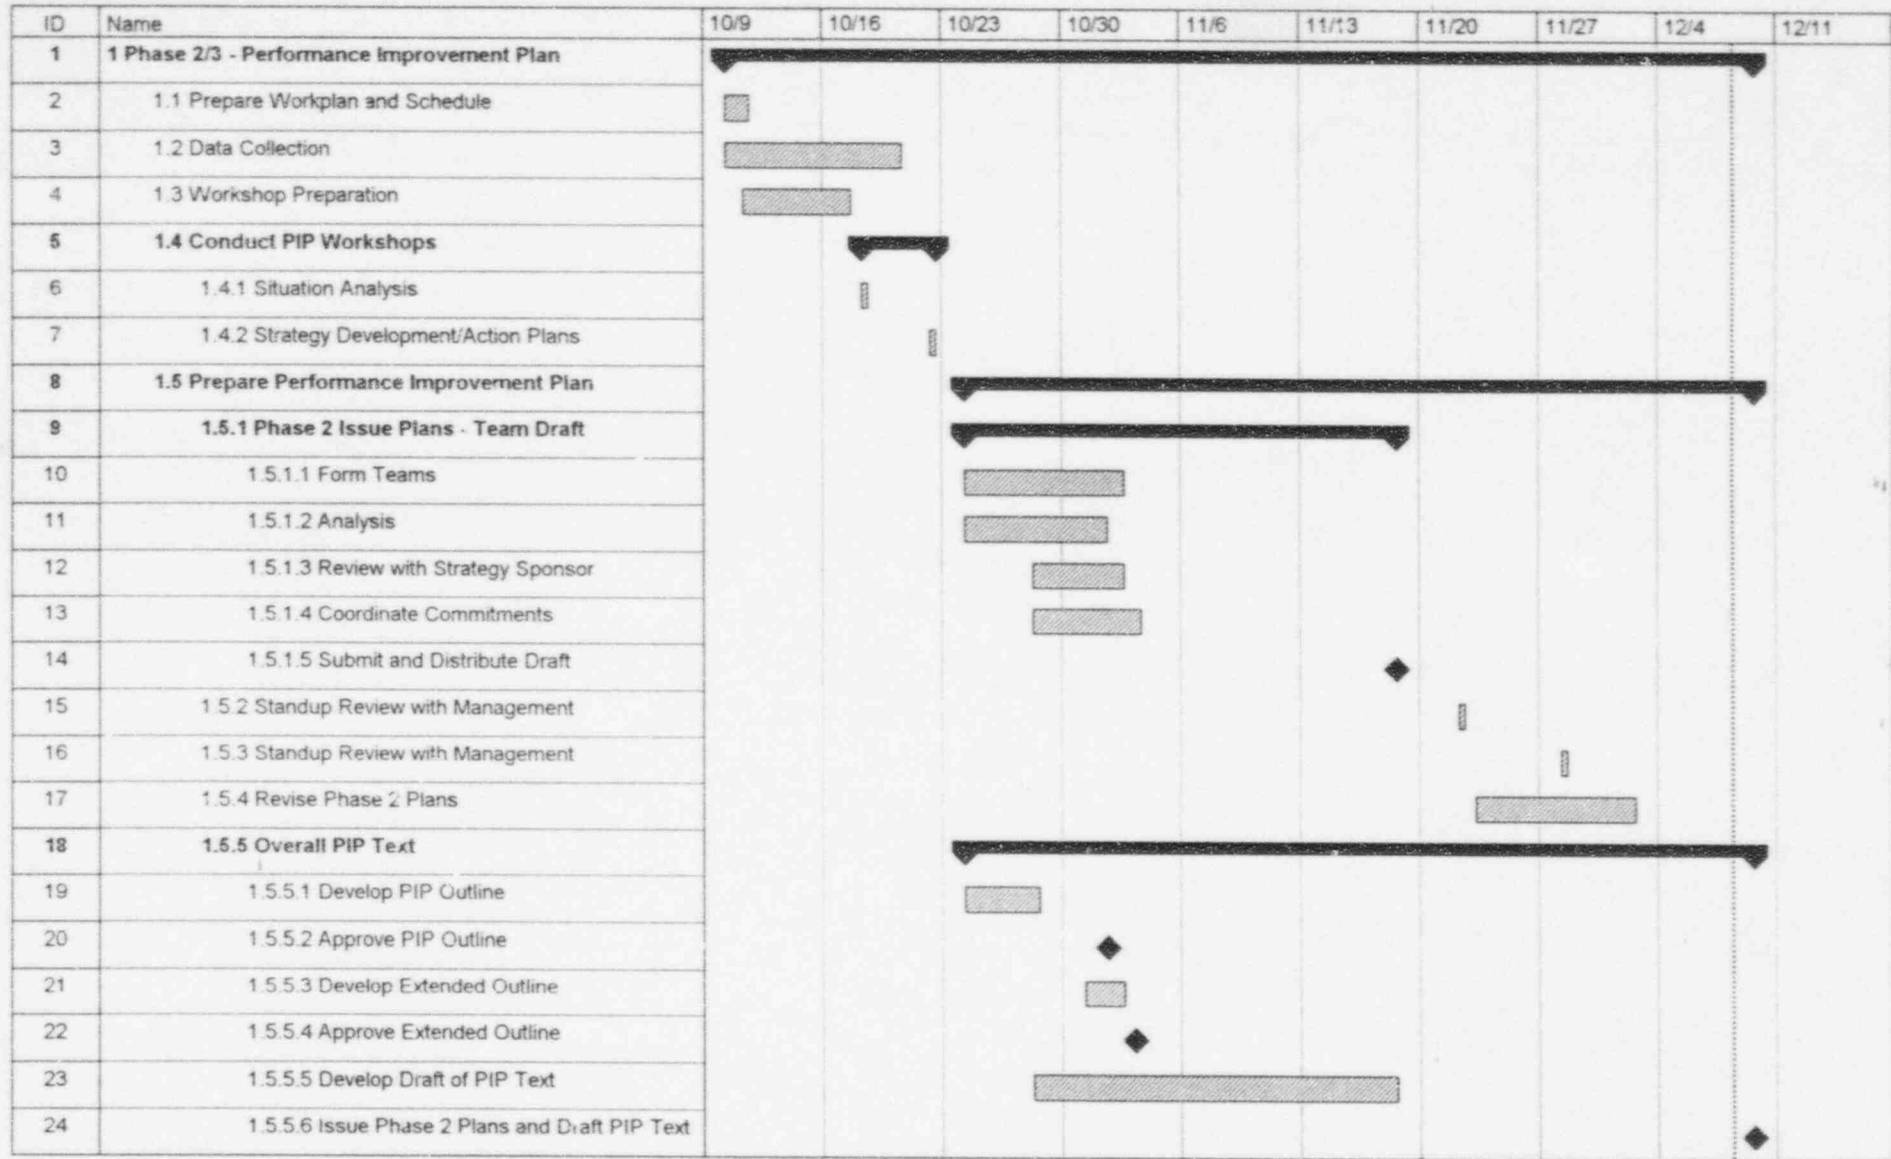 ID Name 10/9 10/16 10/23 10/30 11/6 11/13 11/20 11/27 12/4 12/11
1 1 Phase 2/3 - Performance Improvement Plan
2 1.1 Prepare Workplan and Schedule
3 1.2 Data Collection
4 1.3 Workshop Preparation
5 1.4 Conduct PIP Workshops
6 1.4.1 Situation Analysis
7 1.4.2 Strategy Development/Action Plans
8 1.5 Prepare Performance Improvement Plan
9 1.5.1 Phase 2 Issue Plans - Team Draft
10 1.5.1.1 Form Teams
11 1.5.1.2 Analysis
12 1.5.1.3 Review with Strategy Sponsor
13 1.5.1.4 Coordinate Commitments
14 1.5.1.5 Submit and Distribute Draft
15 1.5.2 Standup Review with Management
16 1.5.3 Standup Review with Management
17 1.5.4 Revise Phase 2 Plans
18 1.5.5 Overall PIP Text
19 1.5.5.1 Develop PIP Outline
20 1.5.5.2 Approve PIP Outline
21 1.5.5.3 Develop Extended Outline
22 1.5.5.4 Approve Extended Outline
23 1.5.5.5 Develop Draft of PIP Text
24 1.5.5.6 Issue Phase 2 Plans and Draft PIP Text